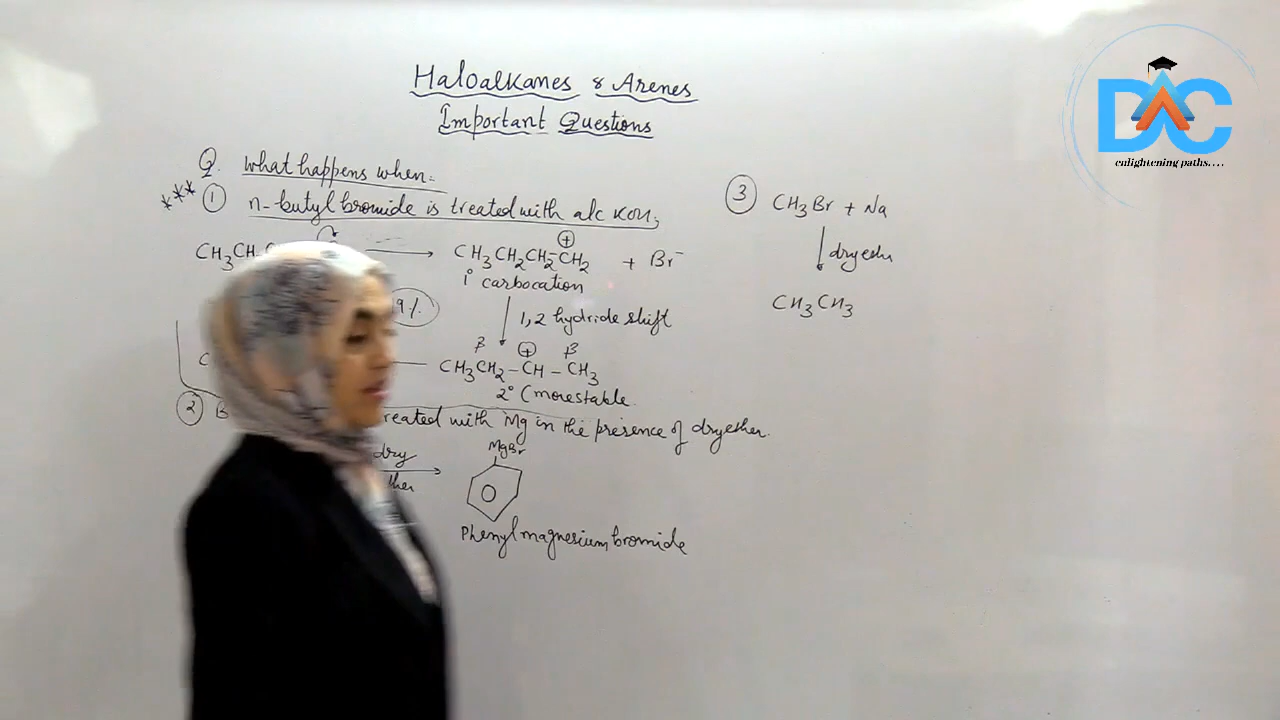 Haloalkanes & Arenes
Important Questions
Q. what happens when:
*** ① n-butyl bromide is treated with alc KOH,
CH₃CH → CH₃CH₂CH₂-CH₂ ⊕ + Br⁻
1° carbocation
1,2 hydride shift
β ⊕ β
CH₃CH₂ – CH – CH₃
2° (more stable
② B treated with Mg in the presence of dry ether.
dry
MgBr
Phenyl magnesium bromide
③ CH₃Br + Na
↓ dry ether
CH₃CH₃
DAC
enlightening paths....